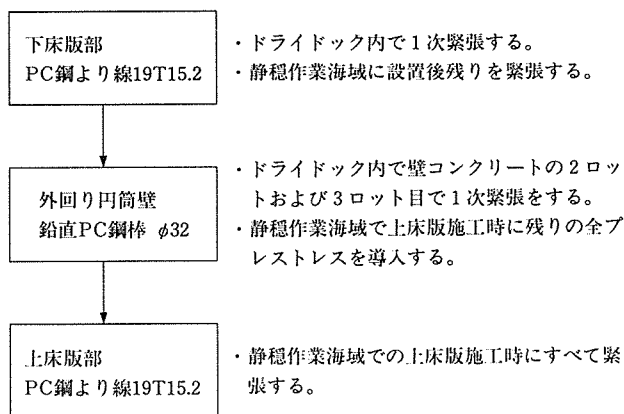 下床版部
PC鋼より線19T15.2
・ドライドック内で1次緊張する。
・静穏作業海域に設置後残りを緊張する。
外回り円筒壁
鉛直PC鋼棒 φ32
・ドライドック内で壁コンクリートの2ロッ
トおよび3ロット目で1次緊張をする。
・静穏作業海域で上床版施工時に残りの全プ
レストレスを導入する。
上床版部
PC鋼より線19T15.2
・静穏作業海域での上床版施工時にすべて緊
張する。